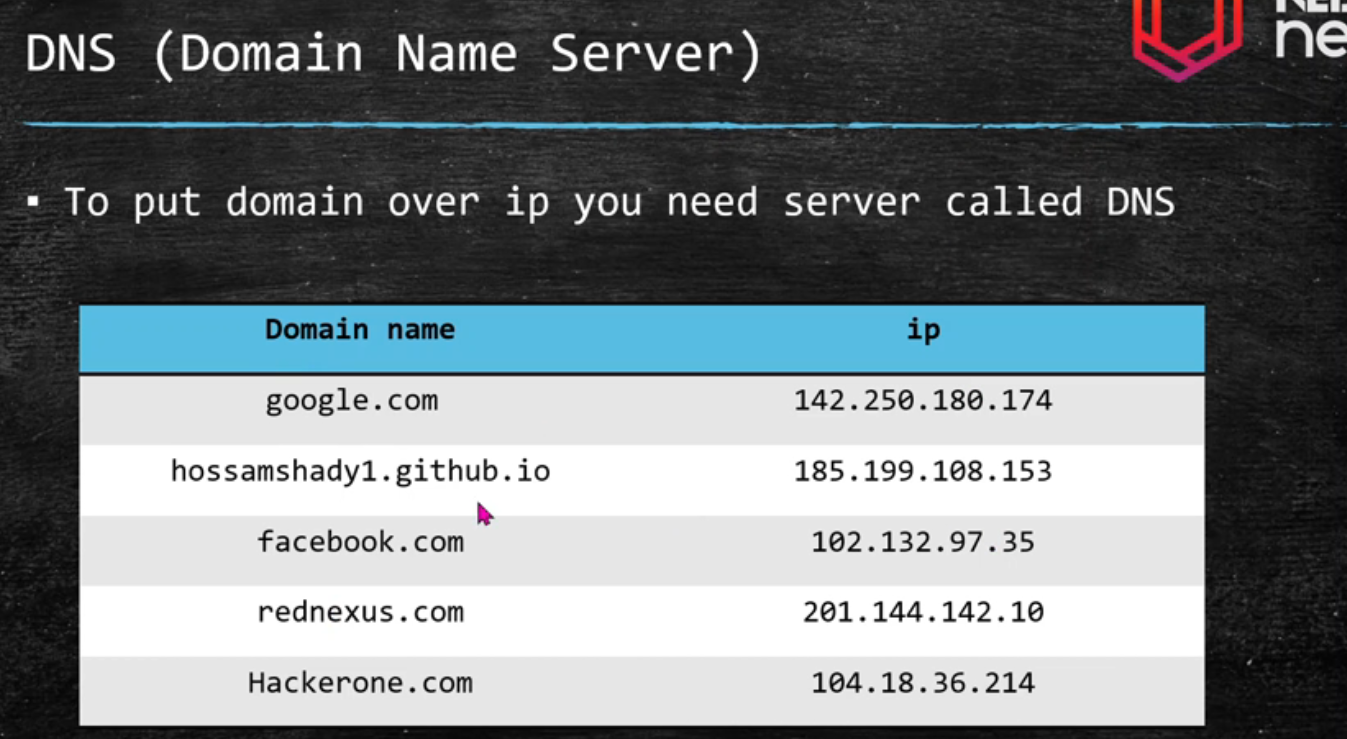 DNS (Domain Name Server)
ne
▪ To put domain over ip you need server called DNS
Domain name ip
google.com 142.250.180.174
hossamshady1.github.io 185.199.108.153
facebook.com 102.132.97.35
rednexus.com 201.144.142.10
Hackerone.com 104.18.36.214